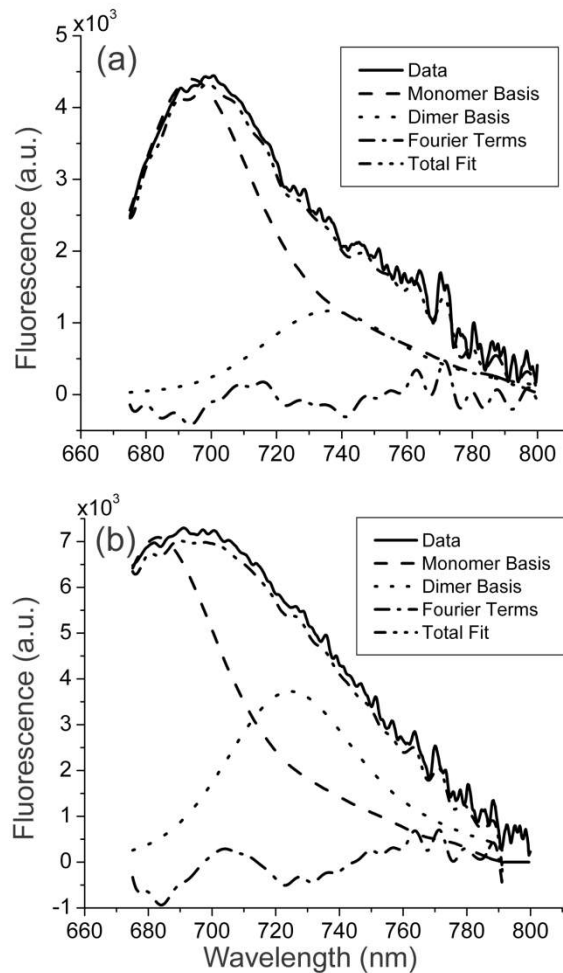 x10³
5
4
3
2
1
0
Fluorescence (a.u.)
(a)
Data
Monomer Basis
Dimer Basis
Fourier Terms
Total Fit
660 680 700 720 740 760 780 800
x10³
7
6
5
4
3
2
1
0
-1
Fluorescence (a.u.)
(b)
Data
Monomer Basis
Dimer Basis
Fourier Terms
Total Fit
660 680 700 720 740 760 780 800
Wavelength (nm)